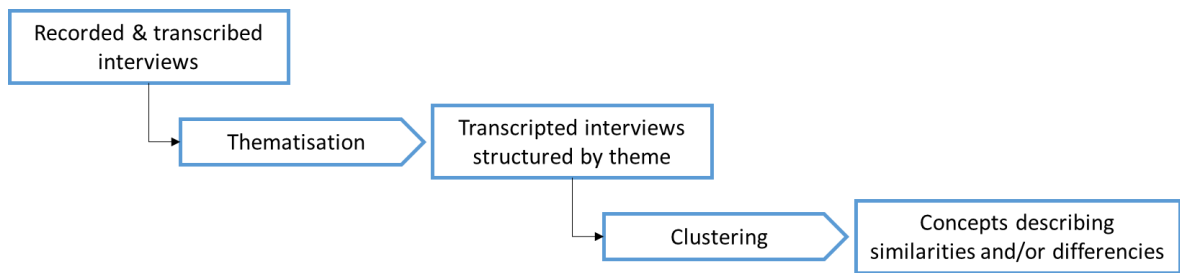 Recorded & transcribed
interviews
Thematisation
Transcripted interviews
structured by theme
Clustering
Concepts describing
similarities and/or differencies